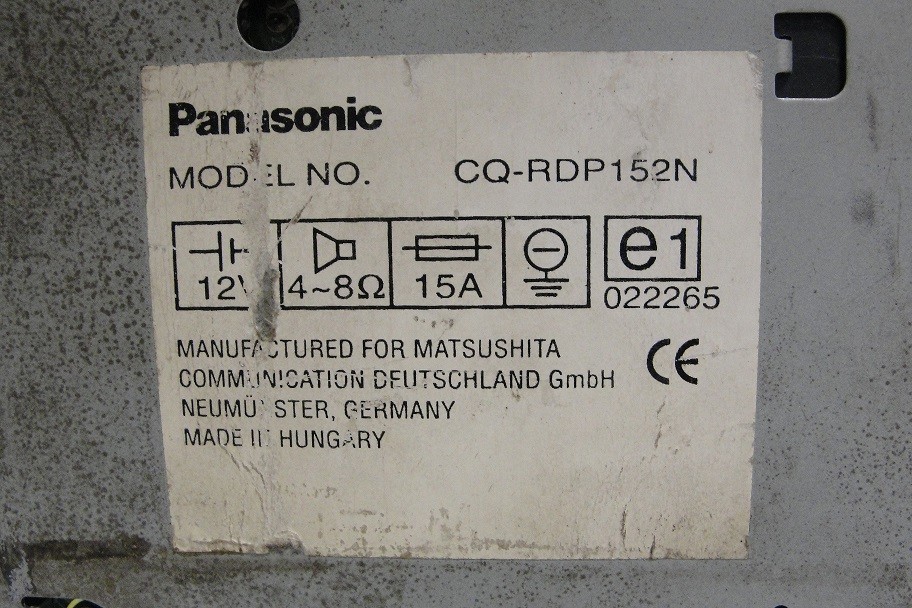 Panasonic
MODEL NO. CQ-RDP152N
12V 4~8Ω 15A e1
022265
MANUFACTURED FOR MATSUSHITA CE
COMMUNICATION DEUTSCHLAND GmbH
NEUMÜNSTER, GERMANY
MADE IN HUNGARY